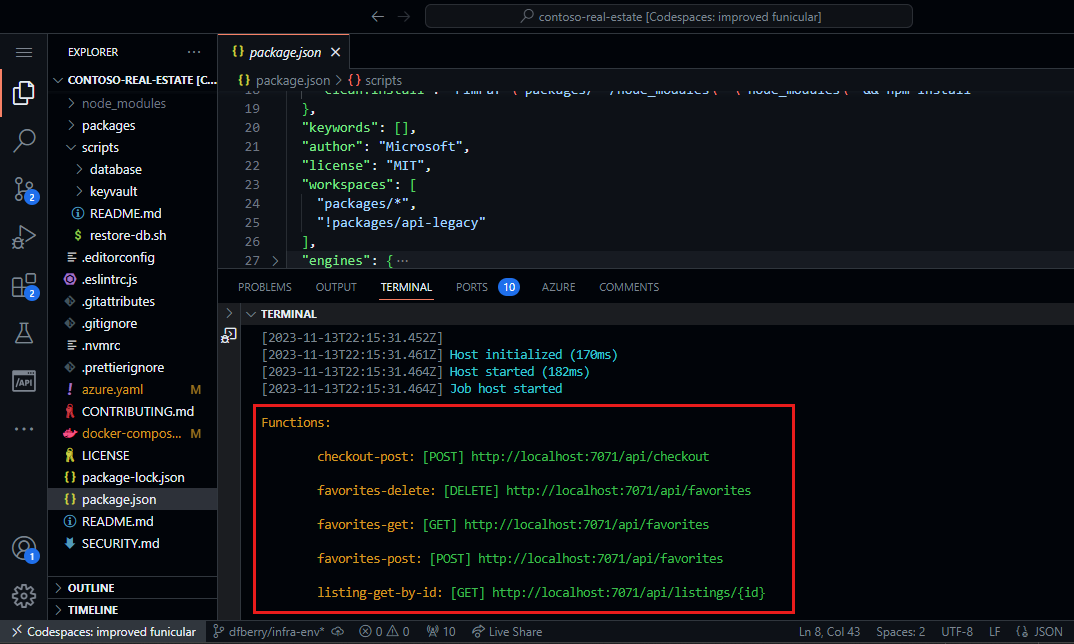 contoso-real-estate [Codespaces: improved funicular]
EXPLORER
package.json
CONTOSO-REAL-ESTATE [C...
package.json > scripts
node_modules
packages
scripts
database
keyvault
README.md
restore-db.sh
.editorconfig
.eslintrc.js
.gitattributes
.gitignore
.nvmrc
.prettierignore
azure.yaml M
CONTRIBUTING.md
docker-compos... M
LICENSE
package-lock.json
package.json
README.md
SECURITY.md
OUTLINE
TIMELINE
2
2
/API
1
19 },
20 "keywords": [],
21 "author": "Microsoft",
22 "license": "MIT",
23 "workspaces": [
24 "packages/*",
25 "!packages/api-legacy"
26 ],
27 "engines": { ...
PROBLEMS OUTPUT TERMINAL PORTS 10 AZURE COMMENTS
TERMINAL
[2023-11-13T22:15:31.452Z]
[2023-11-13T22:15:31.461Z] Host initialized (170ms)
[2023-11-13T22:15:31.464Z] Host started (182ms)
[2023-11-13T22:15:31.464Z] Job host started
Functions:
checkout-post: [POST] http://localhost:7071/api/checkout
favorites-delete: [DELETE] http://localhost:7071/api/favorites
favorites-get: [GET] http://localhost:7071/api/favorites
favorites-post: [POST] http://localhost:7071/api/favorites
listing-get-by-id: [GET] http://localhost:7071/api/listings/{id}
Codespaces: improved funicular dfberry/infra-env* 0 0 10 Live Share Ln 8, Col 43 Spaces: 2 UTF-8 LF {} JSON